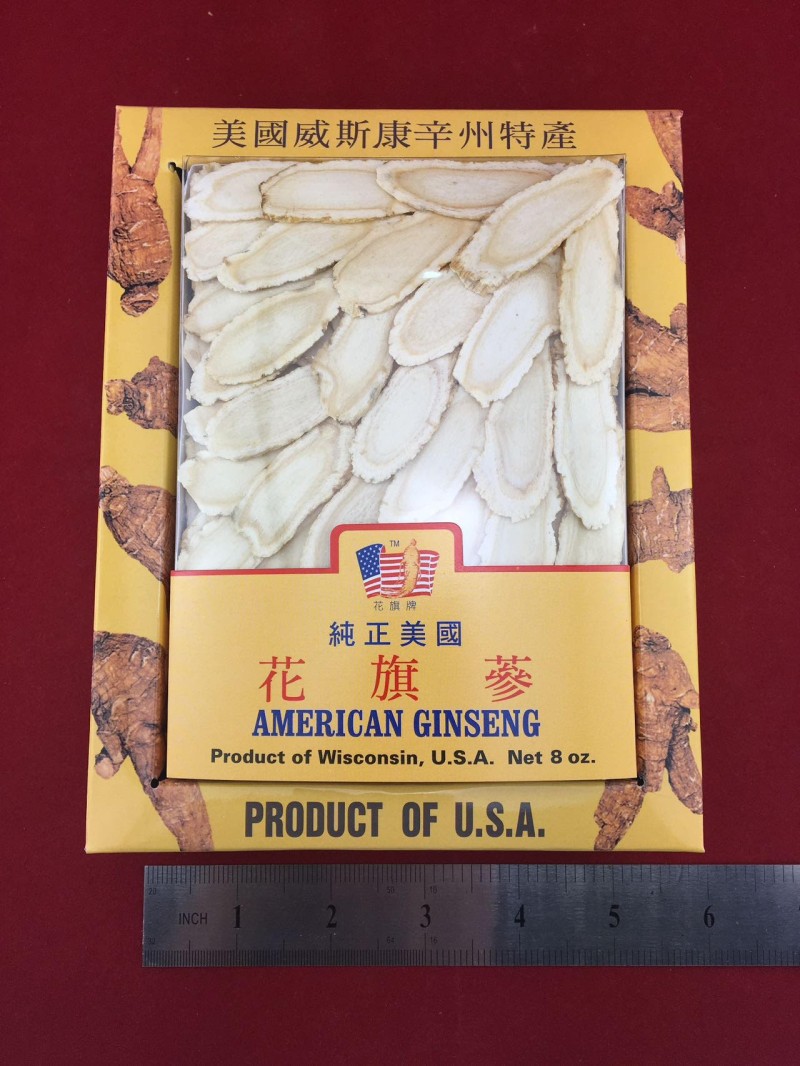 美國威斯康辛州特產
TM
花旗牌
純正美國
花旗蔘
AMERICAN GINSENG
Product of Wisconsin, U.S.A. Net 8 oz.
PRODUCT OF U.S.A.
INCH 1 2 3 4 5 6